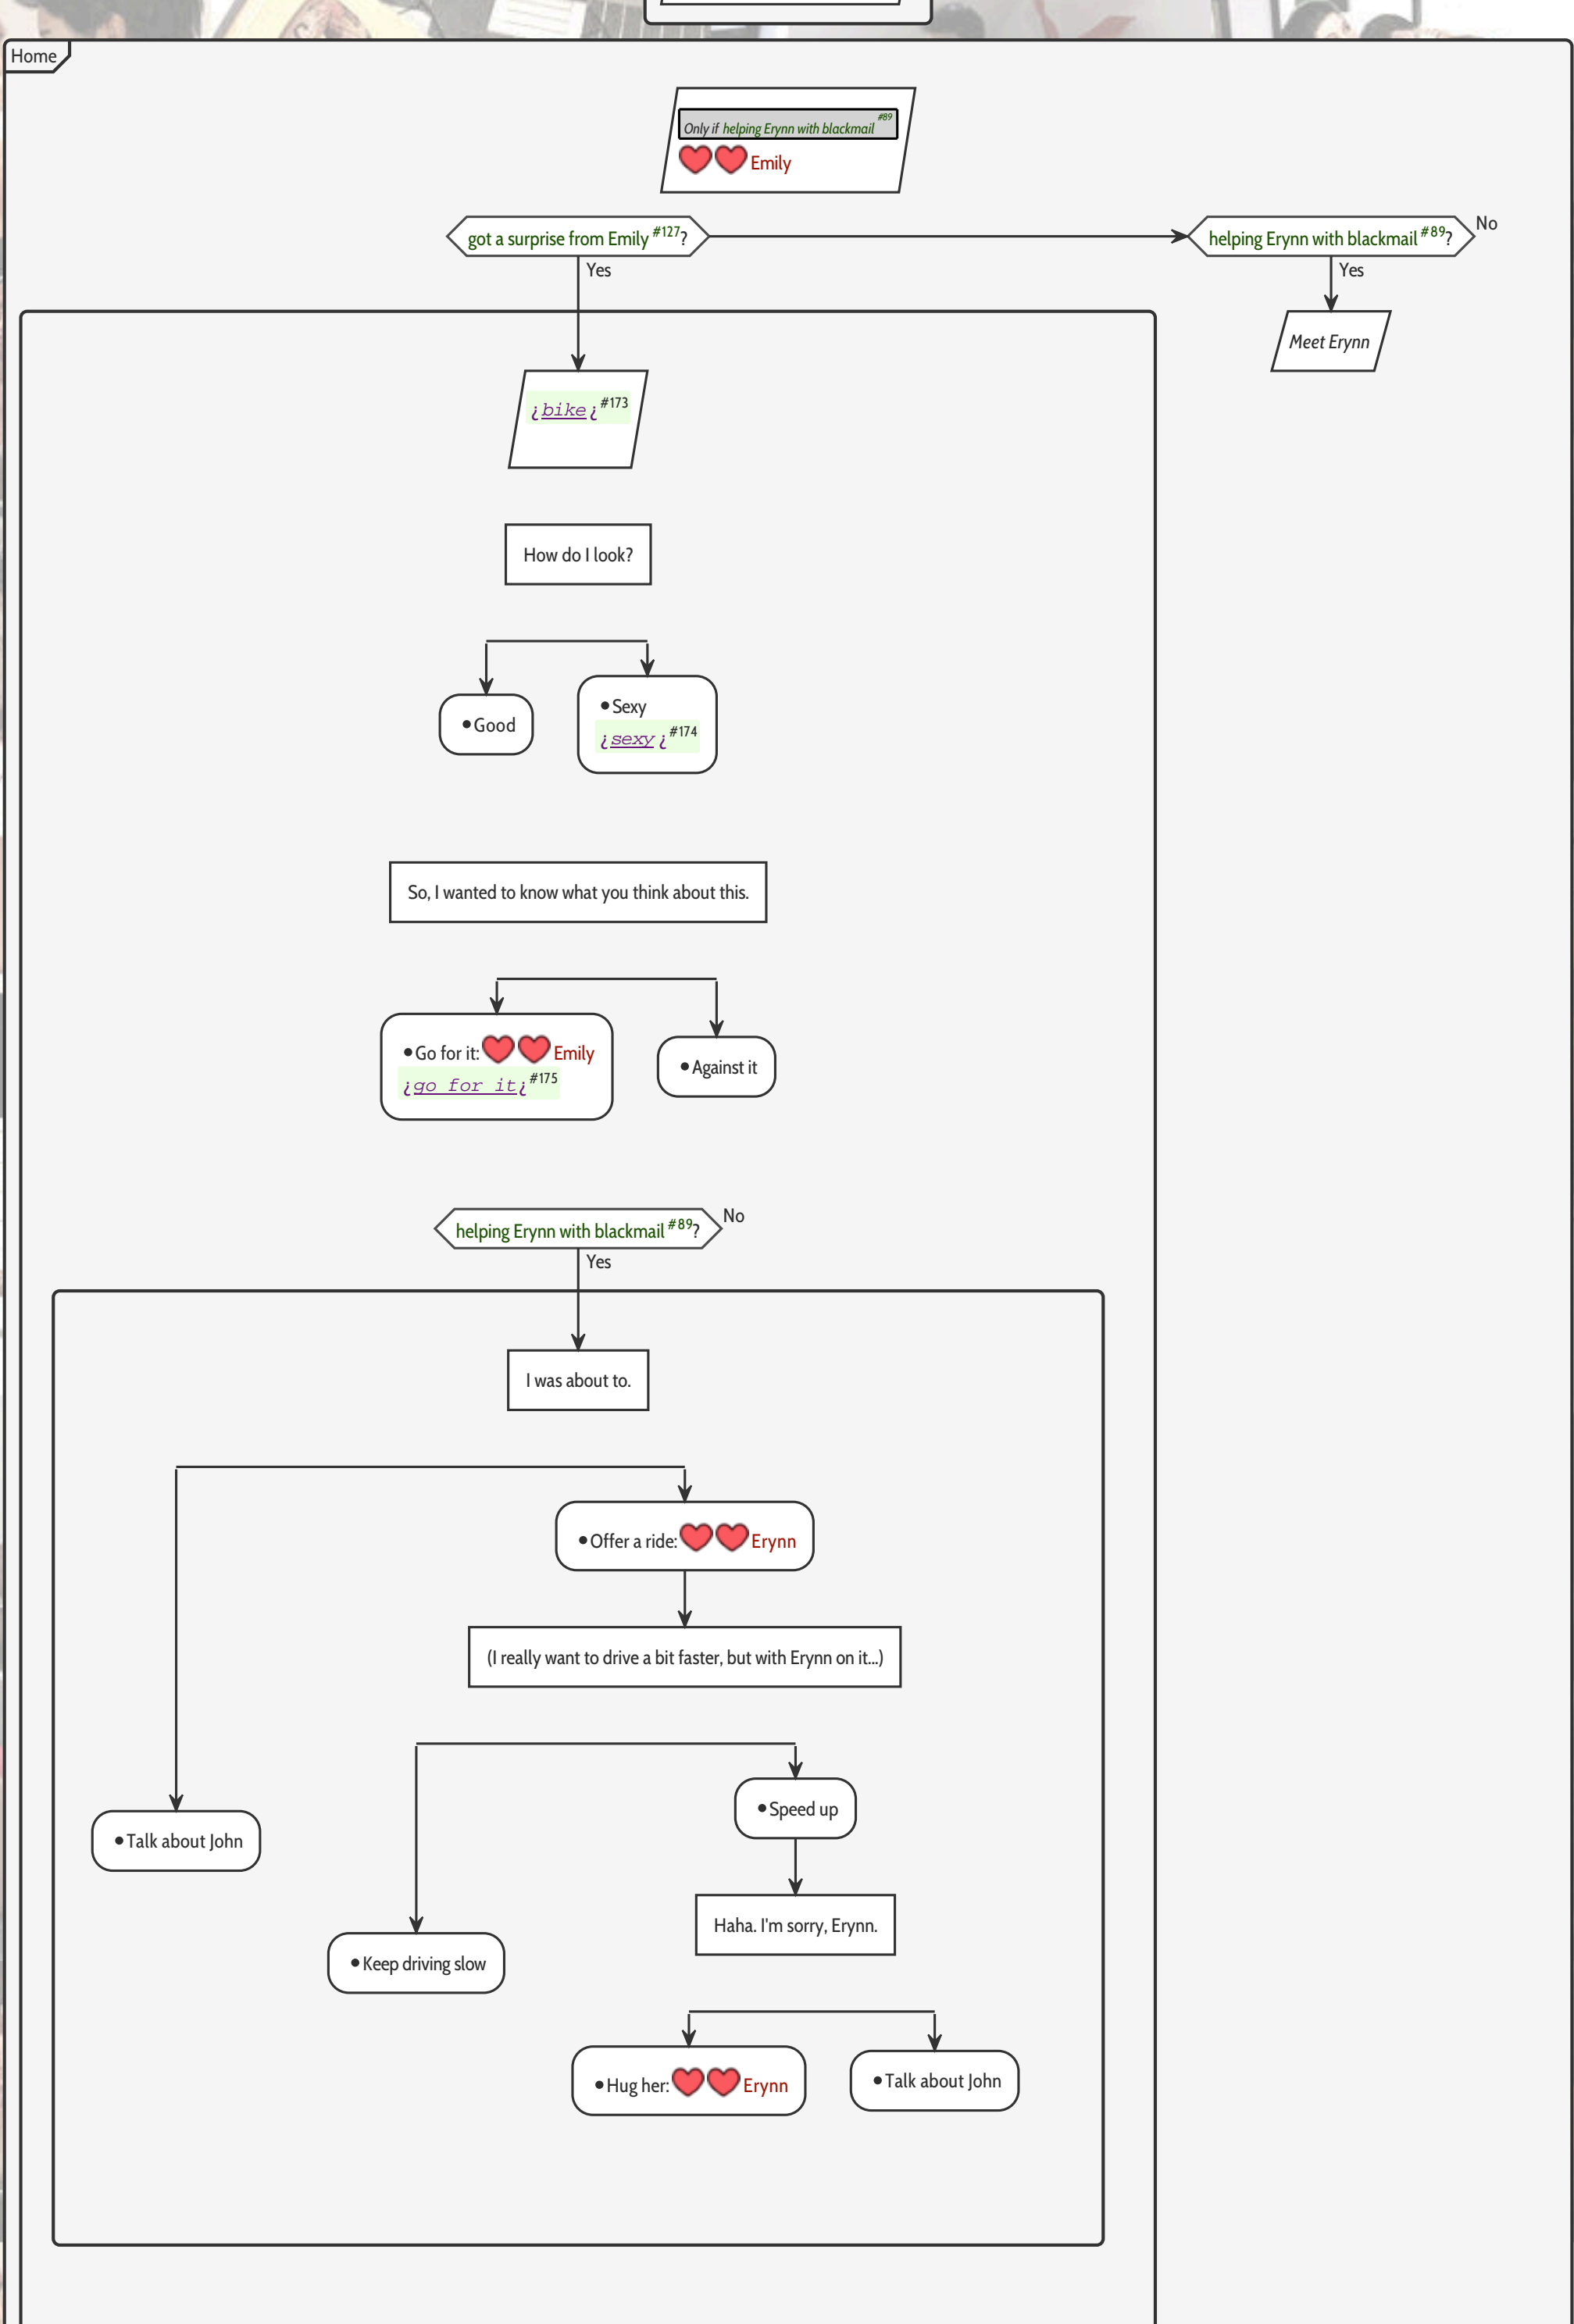 Home
Only if helping Erynn with blackmail #89
Emily
got a surprise from Emily #127?
helping Erynn with blackmail #89?
No
Yes
Yes
Meet Erynn
¿bike¿ #173
How do I look?
•Good
•Sexy
¿sexy¿ #174
So, I wanted to know what you think about this.
•Go for it: Emily
¿go for it¿ #175
•Against it
helping Erynn with blackmail #89?
No
Yes
I was about to.
•Offer a ride: Erynn
(I really want to drive a bit faster, but with Erynn on it...)
•Speed up
•Talk about John
Haha. I'm sorry, Erynn.
•Keep driving slow
•Hug her: Erynn
•Talk about John